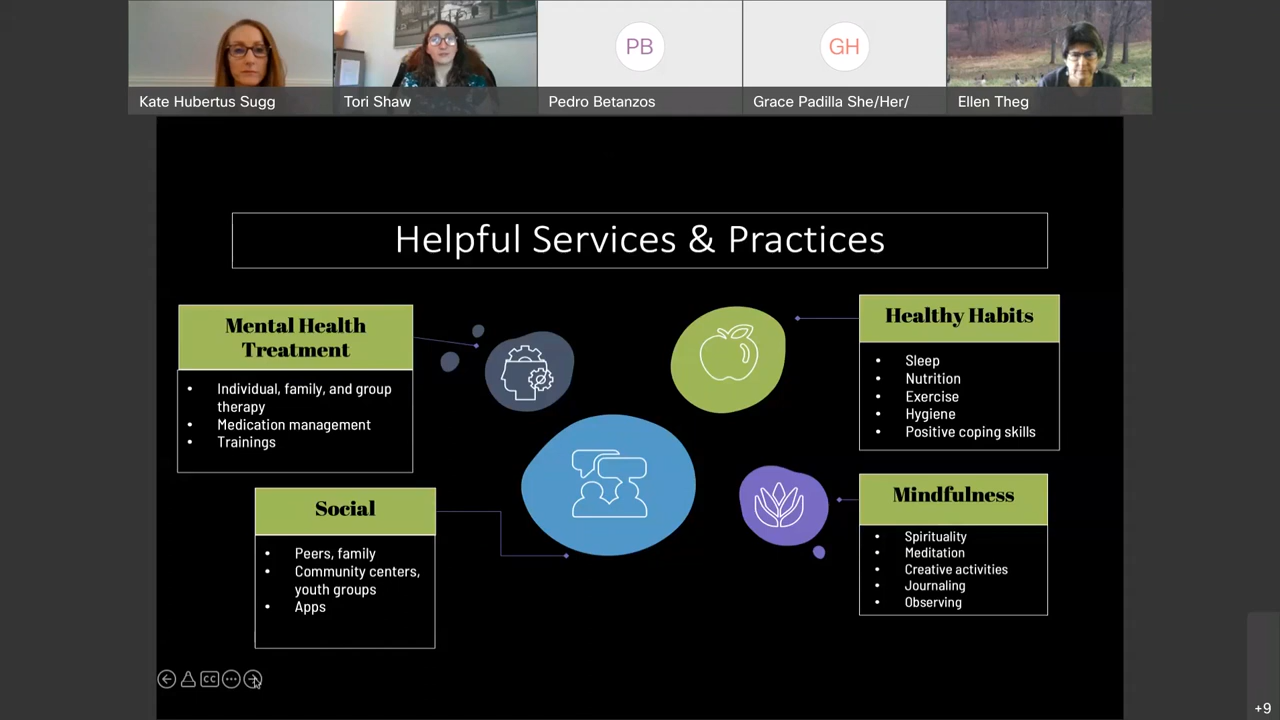 Kate Hubertus Sugg
Tori Shaw
PB
Pedro Betanzos
GH
Grace Padilla She/Her/
Ellen Theg
Helpful Services & Practices
Mental Health
Treatment
• Individual, family, and group
therapy
• Medication management
• Trainings
Healthy Habits
• Sleep
• Nutrition
• Exercise
• Hygiene
• Positive coping skills
Social
• Peers, family
• Community centers,
youth groups
• Apps
Mindfulness
• Spirituality
• Meditation
• Creative activities
• Journaling
• Observing
CC
+9